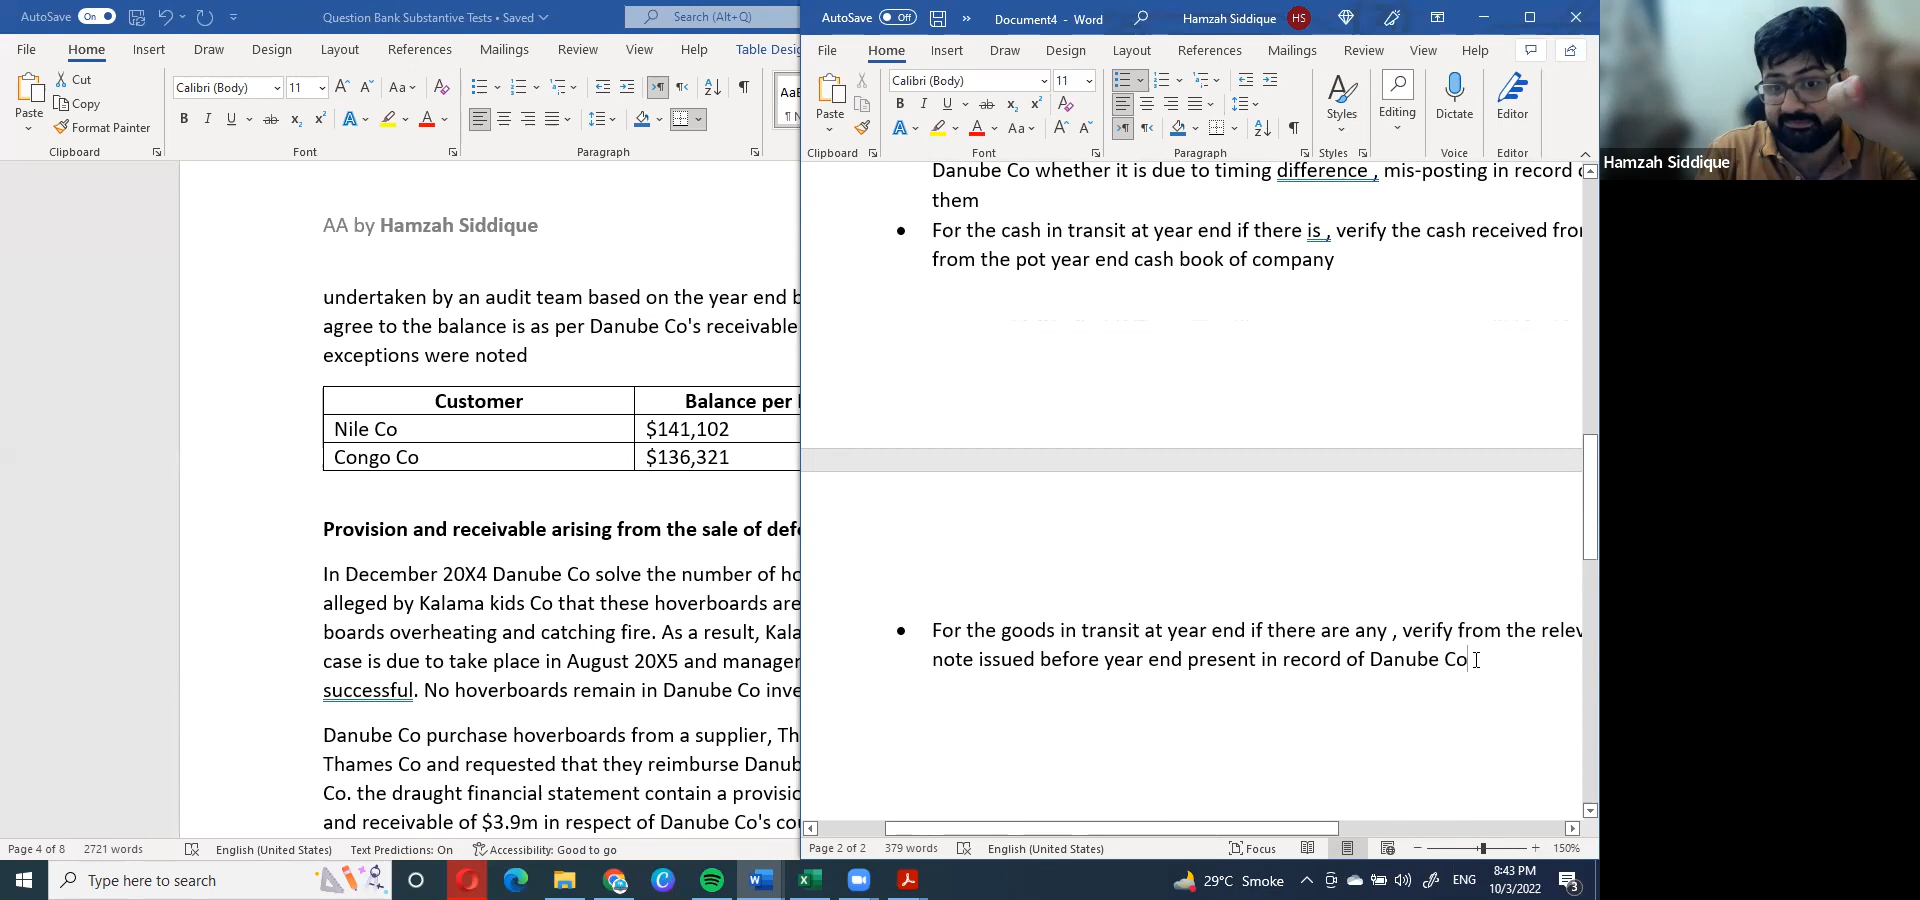 AutoSave On Question Bank Substantive Tests • Saved Search (Alt+Q)
File Home Insert Draw Design Layout References Mailings Review View Help Table Desig
Paste Cut Copy Format Painter
Calibri (Body) 11
Clipboard Font Paragraph
AA by Hamzah Siddique
undertaken by an audit team based on the year end b
agree to the balance is as per Danube Co's receivable
exceptions were noted
Customer Balance per
Nile Co $141,102
Congo Co $136,321
Provision and receivable arising from the sale of defe
In December 20X4 Danube Co solve the number of ho
alleged by Kalama kids Co that these hoverboards are
boards overheating and catching fire. As a result, Kala
case is due to take place in August 20X5 and manager
successful. No hoverboards remain in Danube Co inve
Danube Co purchase hoverboards from a supplier, Th
Thames Co and requested that they reimburse Danub
Co. the draught financial statement contain a provisio
and receivable of $3.9m in respect of Danube Co's cou
Page 4 of 8 2721 words English (United States) Text Predictions: On Accessibility: Good to go
AutoSave Off Document4 - Word Hamzah Siddique HS
File Home Insert Draw Design Layout References Mailings Review View Help
Paste Calibri (Body) 11 Styles Editing Dictate Editor
Clipboard Font Paragraph Styles Voice Editor
Danube Co whether it is due to timing difference , mis-posting in record
them
• For the cash in transit at year end if there is , verify the cash received from
from the pot year end cash book of company
• For the goods in transit at year end if there are any , verify from the relev
note issued before year end present in record of Danube Co
Page 2 of 2 379 words English (United States) Focus 150%
Hamzah Siddique
Type here to search 29°C Smoke ENG 8:43 PM 10/3/2022 3